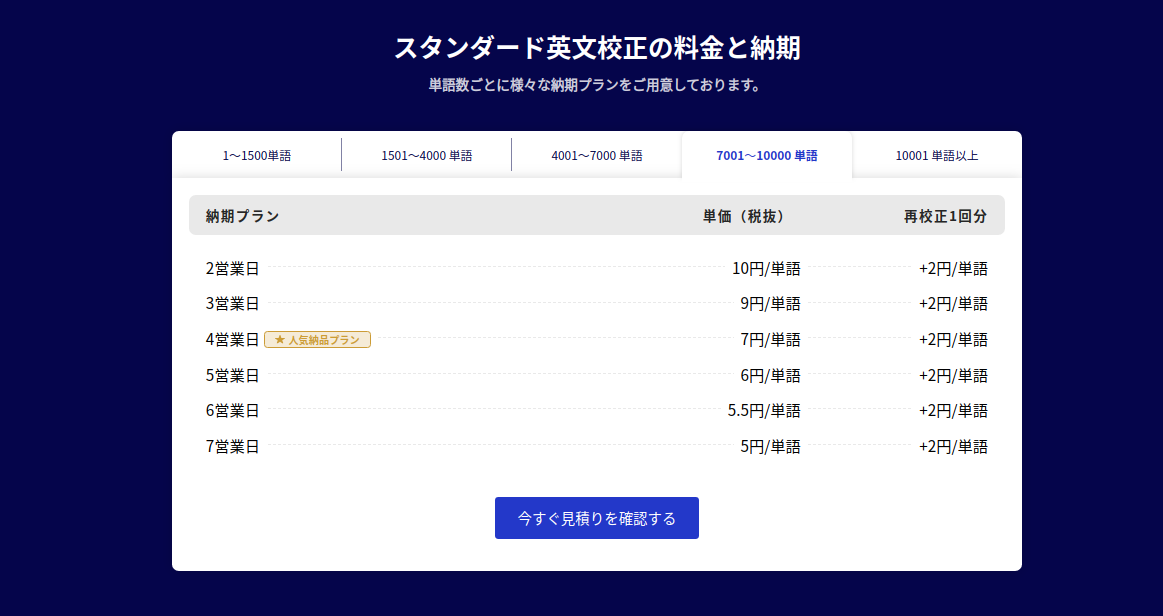 スタンダード英文校正の料金と納期
単語数ごとに様々な納期プランをご用意しております。
1〜1500単語 1501〜4000 単語 4001〜7000 単語 7001〜10000 単語 10001 単語以上
納期プラン 単価（税抜） 再校正1回分
2営業日 10円/単語 +2円/単語
3営業日 9円/単語 +2円/単語
4営業日 ★ 人気納品プラン 7円/単語 +2円/単語
5営業日 6円/単語 +2円/単語
6営業日 5.5円/単語 +2円/単語
7営業日 5円/単語 +2円/単語
今すぐ見積りを確認する